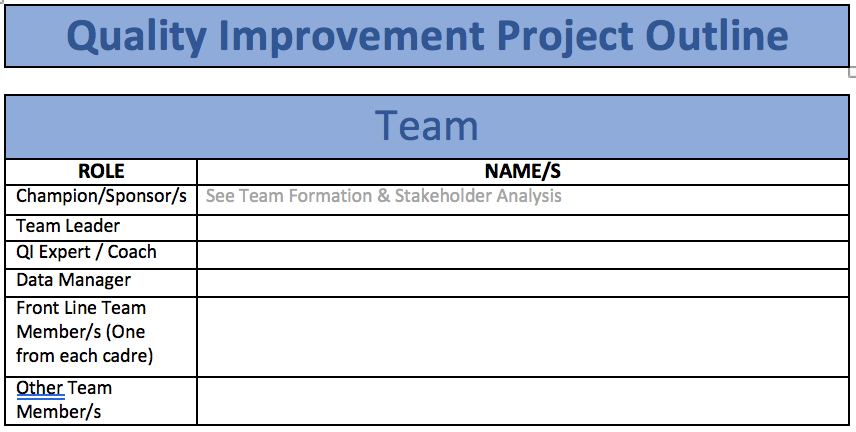 Quality Improvement Project Outline
Team
ROLE NAME/S
Champion/Sponsor/s See Team Formation & Stakeholder Analysis
Team Leader
QI Expert / Coach
Data Manager
Front Line Team
Member/s (One
from each cadre)
Other Team
Member/s